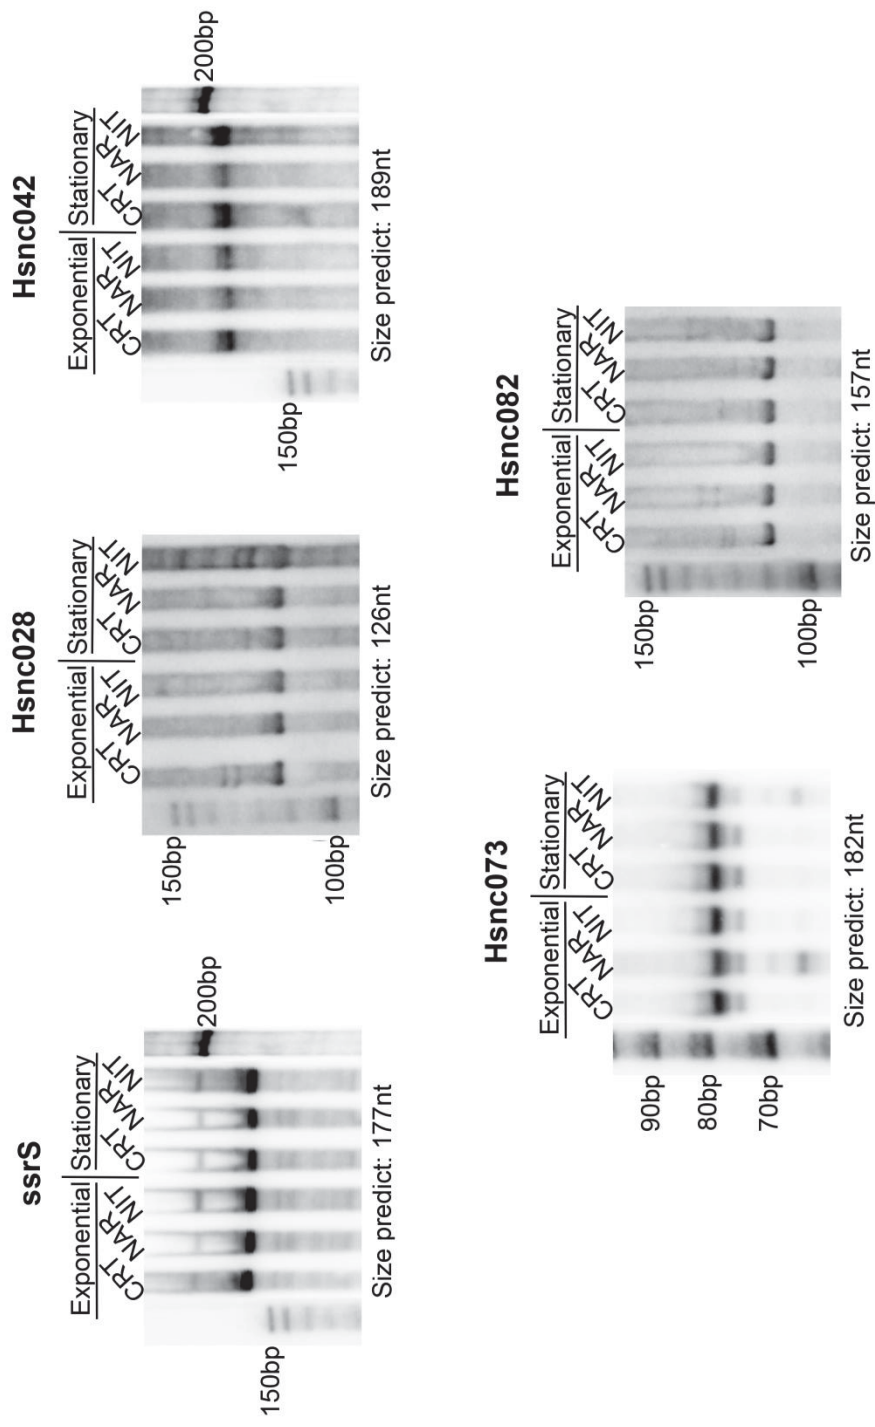 ssrS
Exponential Stationary
CRT NAR NIT CRT NAR NIT
200bp
150bp
Size predict: 177nt
Hsnc028
Exponential Stationary
CRT NAR NIT CRT NAR NIT
150bp
100bp
Size predict: 126nt
Hsnc042
Exponential Stationary
CRT NAR NIT CRT NAR NIT
200bp
150bp
Size predict: 189nt
Hsnc073
Exponential Stationary
CRT NAR NIT CRT NAR NIT
90bp
80bp
70bp
Size predict: 182nt
Hsnc082
Exponential Stationary
CRT NAR NIT CRT NAR NIT
150bp
100bp
Size predict: 157nt